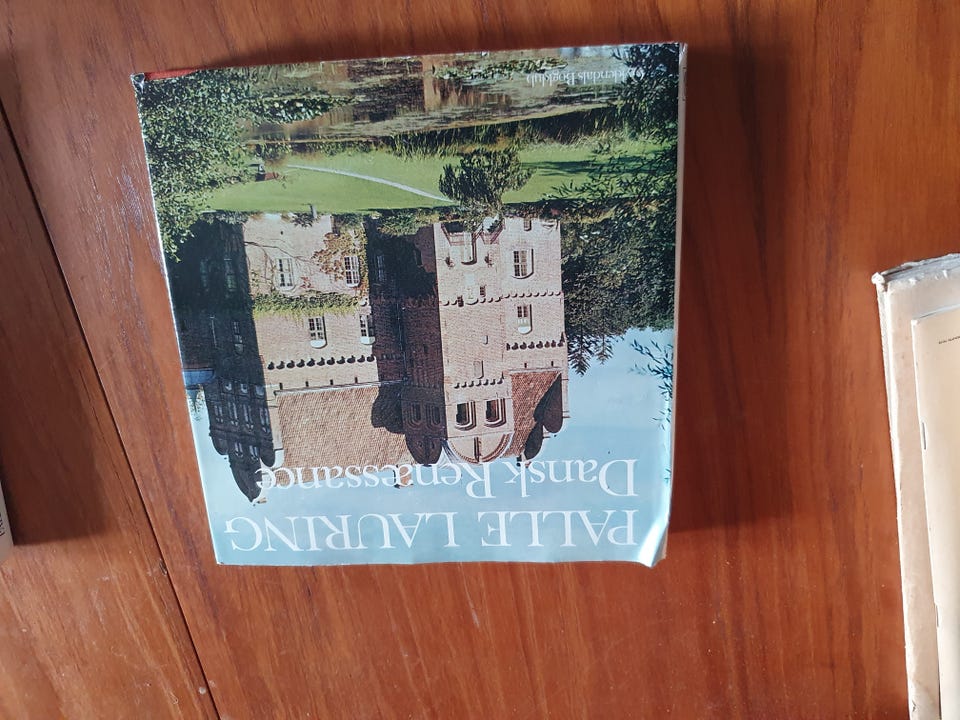 PALLE LAURING
Dansk Renæssance
Gyldendals Bogklub